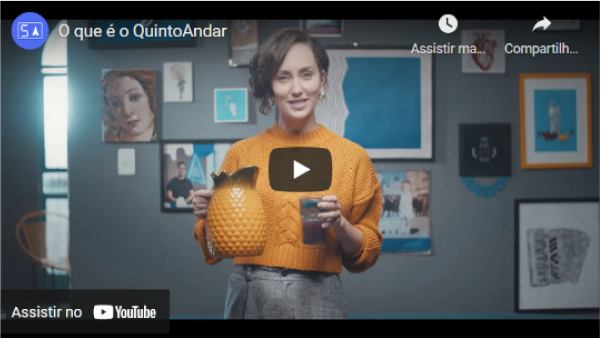 O que é o QuintoAndar
Assistir ma...
Compartilh...
Assistir no YouTube